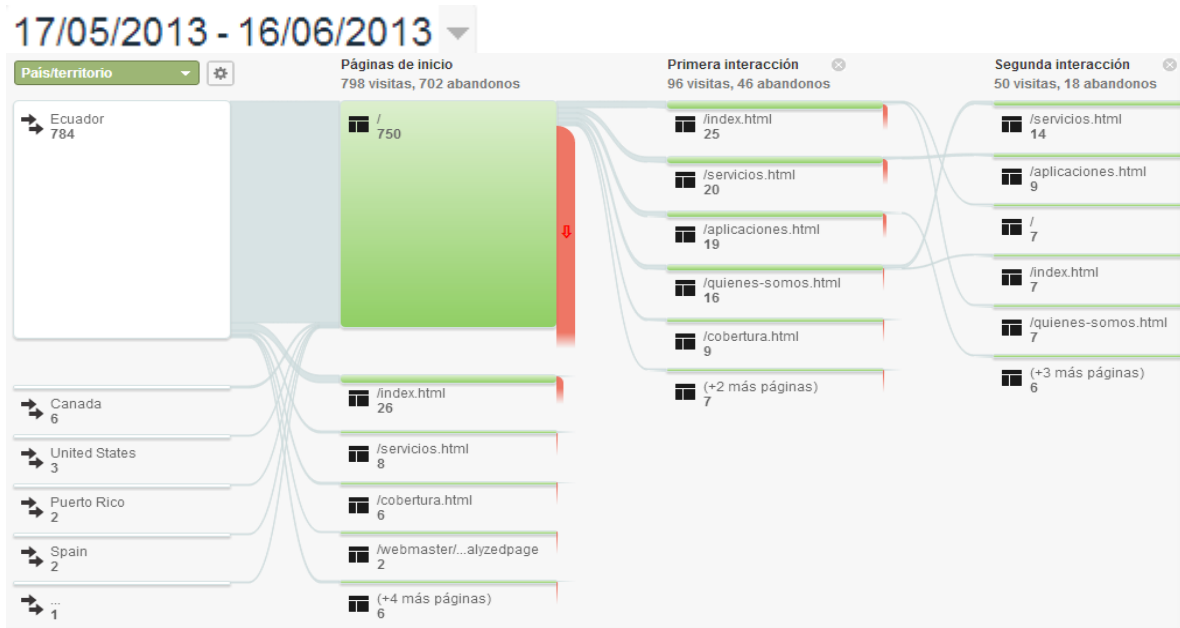 17/05/2013 - 16/06/2013
País/territorio
Ecuador
784
Canada
6
United States
3
Puerto Rico
2
Spain
2
...
1
Páginas de inicio
798 visitas, 702 abandonos
/
750
/index.html
26
/servicios.html
8
/cobertura.html
6
/webmaster/...alyzedpage
2
(+4 más páginas)
6
Primera interacción
96 visitas, 46 abandonos
/index.html
25
/servicios.html
20
/aplicaciones.html
19
/quienes-somos.html
16
/cobertura.html
9
(+2 más páginas)
7
Segunda interacción
50 visitas, 18 abandonos
/servicios.html
14
/aplicaciones.html
9
/
7
/index.html
7
/quienes-somos.html
7
(+3 más páginas)
6